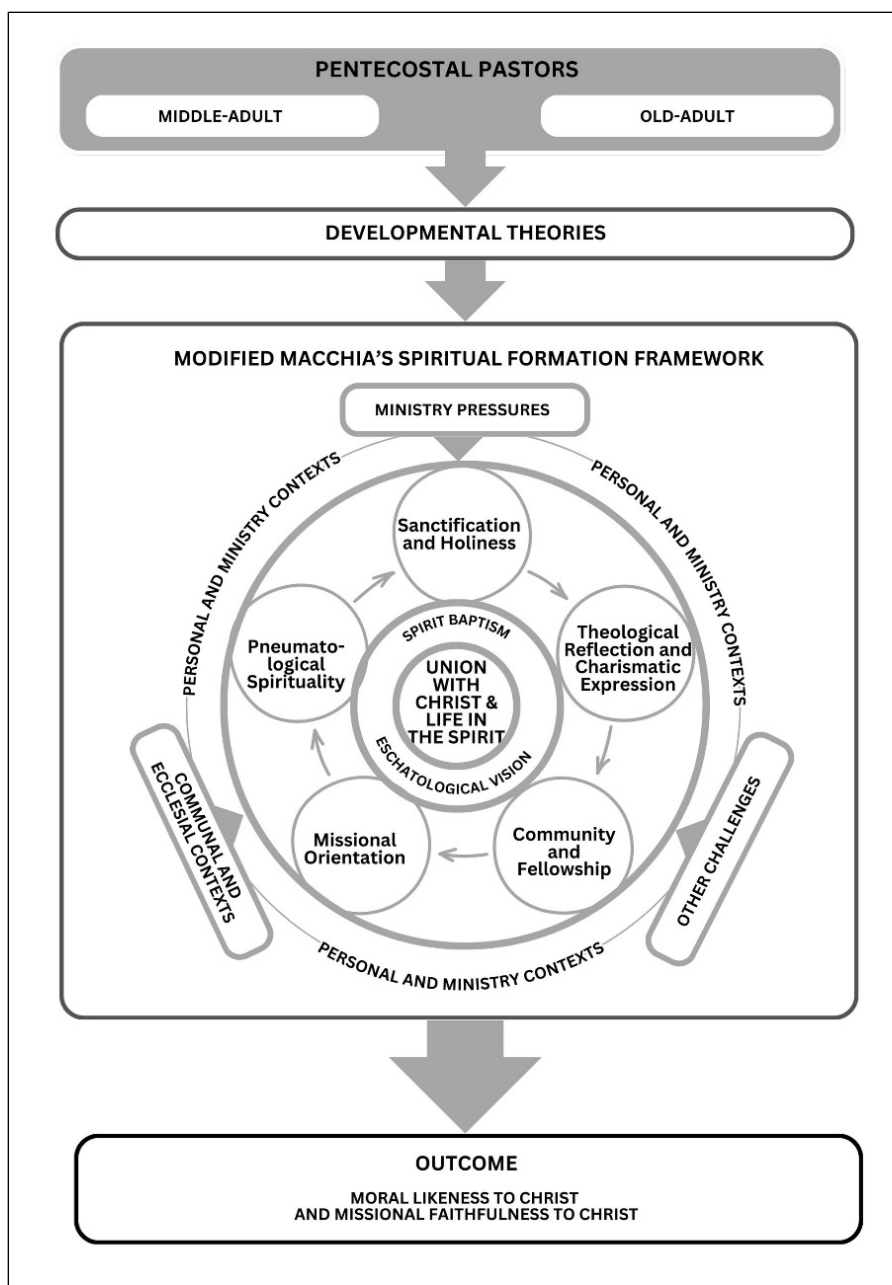 PENTECOSTAL PASTORS
MIDDLE-ADULT
OLD-ADULT
DEVELOPMENTAL THEORIES
MODIFIED MACCHIA’S SPIRITUAL FORMATION FRAMEWORK
MINISTRY PRESSURES
PERSONAL AND MINISTRY CONTEXTS
PERSONAL AND MINISTRY CONTEXTS
Sanctification
and Holiness
Pneumato-
logical
Spirituality
SPIRIT BAPTISM
UNION
WITH
CHRIST &
LIFE IN
THE SPIRIT
ESCHATOLOGICAL VISION
Theological
Reflection and
Charismatic
Expression
Missional
Orientation
Community
and
Fellowship
COMMUNAL AND
ECCLESIAL CONTEXTS
OTHER CHALLENGES
PERSONAL AND MINISTRY CONTEXTS
OUTCOME
MORAL LIKENESS TO CHRIST
AND MISSIONAL FAITHFULNESS TO CHRIST